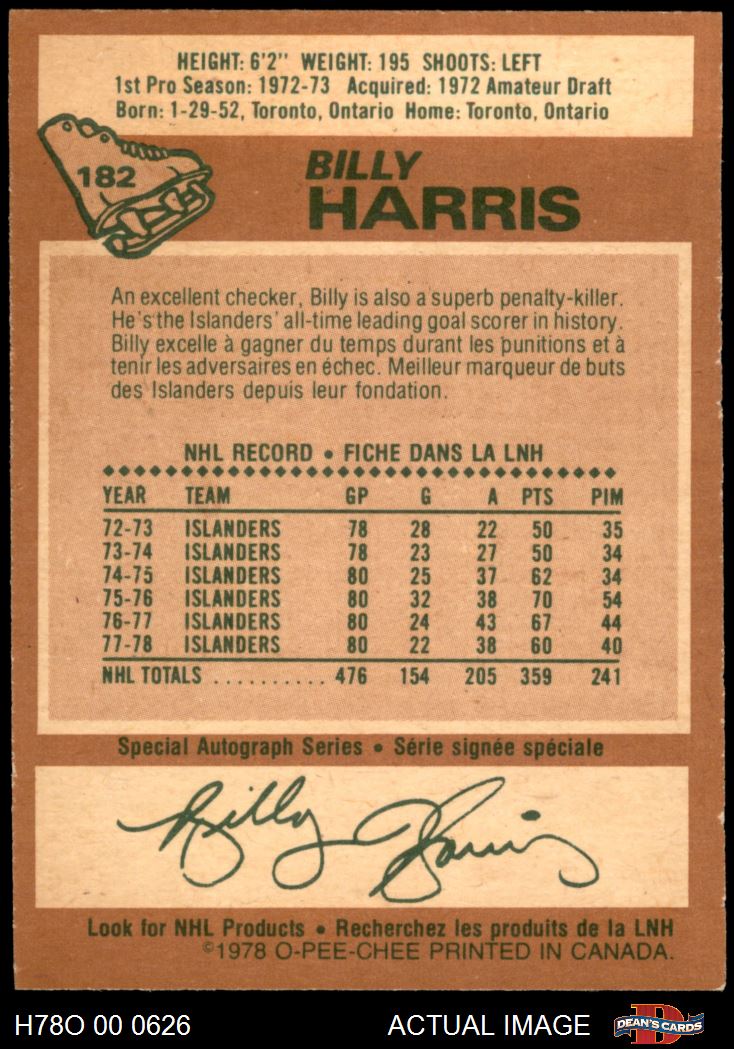 HEIGHT: 6'2" WEIGHT: 195 SHOOTS: LEFT
1st Pro Season: 1972-73 Acquired: 1972 Amateur Draft
Born: 1-29-52, Toronto, Ontario Home: Toronto, Ontario
182
BILLY
HARRIS
An excellent checker, Billy is also a superb penalty-killer.
He's the Islanders' all-time leading goal scorer in history.
Billy excelle à gagner du temps durant les punitions et à
tenir les adversaires en échec. Meilleur marqueur de buts
des Islanders depuis leur fondation.
NHL RECORD • FICHE DANS LA LNH
YEAR TEAM GP G A PTS PIM
72-73 ISLANDERS 78 28 22 50 35
73-74 ISLANDERS 78 23 27 50 34
74-75 ISLANDERS 80 25 37 62 34
75-76 ISLANDERS 80 32 38 70 54
76-77 ISLANDERS 80 24 43 67 44
77-78 ISLANDERS 80 22 38 60 40
NHL TOTALS .......... 476 154 205 359 241
Special Autograph Series • Série signée spéciale
Billy Harris
Look for NHL Products • Recherchez les produits de la LNH
©1978 O-PEE-CHEE PRINTED IN CANADA.
H78O 00 0626 ACTUAL IMAGE D DEAN'S CARDS